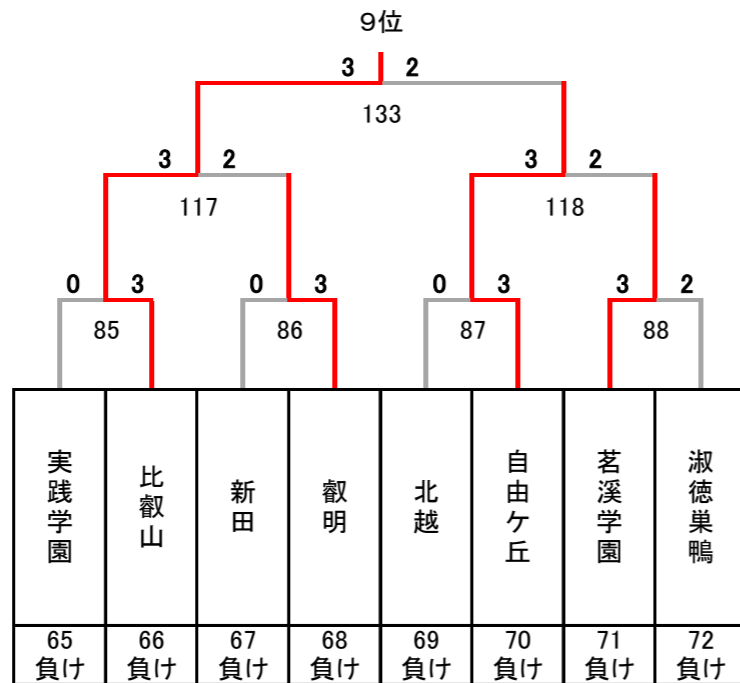 9位
3 2
133
3 2 3 2
117 118
0 3 0 3 0 3 3 2
85 86 87 88
実践学園
比叡山
新田
叡明
北越
自由ケ丘
茗溪学園
淑徳巣鴨
65 66 67 68 69 70 71 72
負け 負け 負け 負け 負け 負け 負け 負け